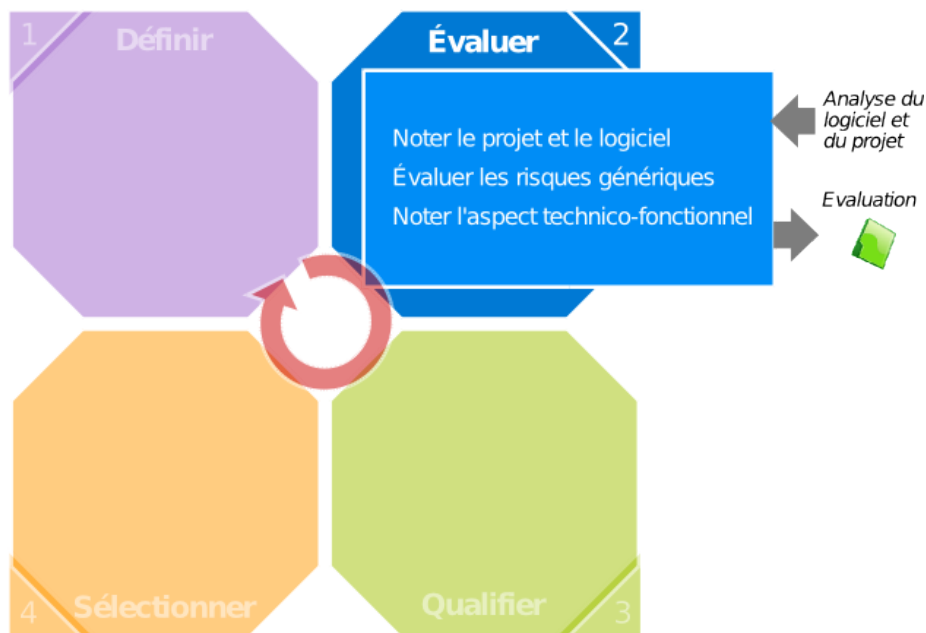 1
Définir
Évaluer
2
Noter le projet et le logiciel
Évaluer les risques génériques
Noter l'aspect technico-fonctionnel
Analyse du
logiciel et
du projet
Evaluation
4
Sélectionner
Qualifier
3